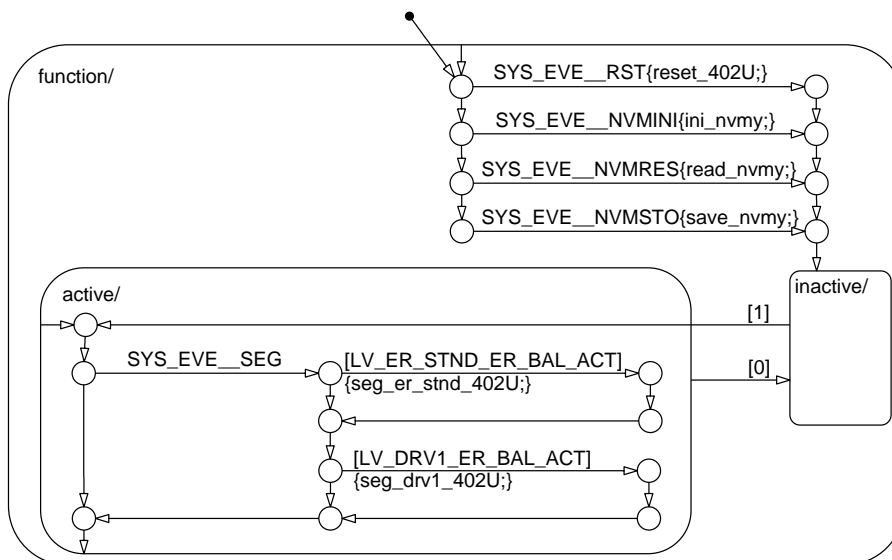 function/
SYS_EVE__RST{reset_402U;}
SYS_EVE__NVMINI{ini_nvmy;}
SYS_EVE__NVMRES{read_nvmy;}
SYS_EVE__NVMSTO{save_nvmy;}
active/
inactive/
[1]
SYS_EVE__SEG
[LV_ER_STND_ER_BAL_ACT]
{seg_er_stnd_402U;}
[0]
[LV_DRV1_ER_BAL_ACT]
{seg_drv1_402U;}